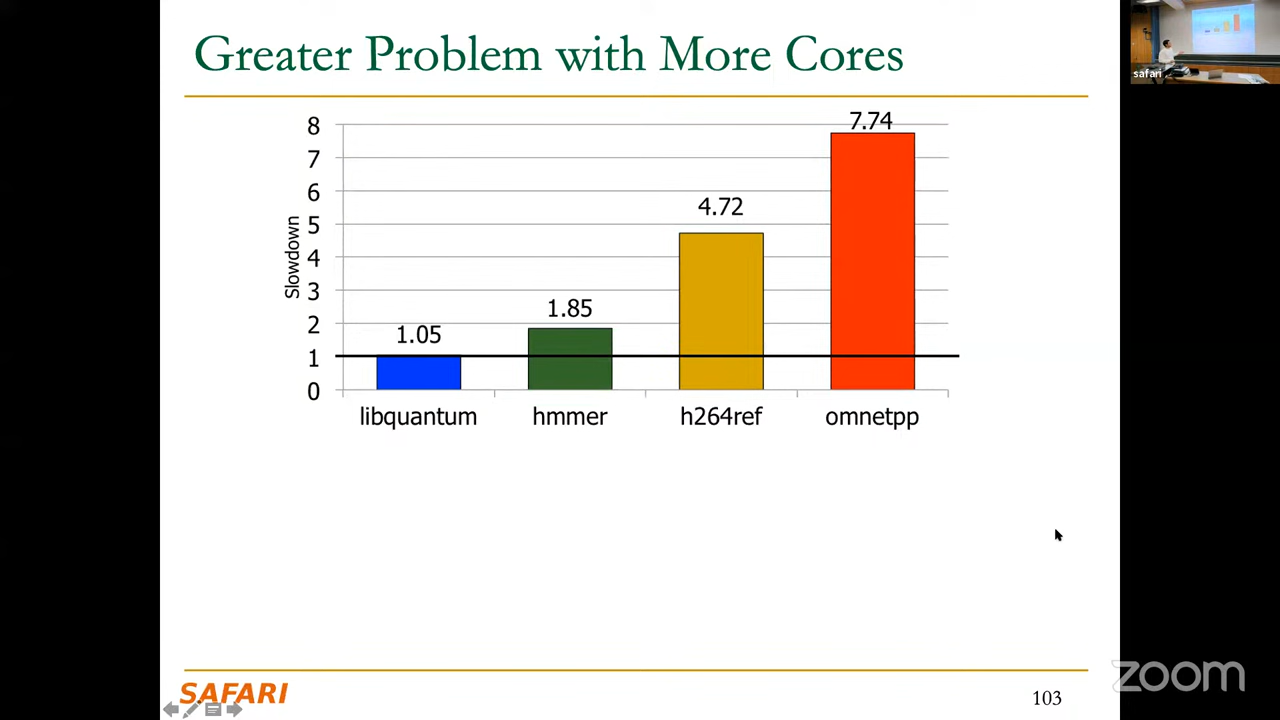 Greater Problem with More Cores
safari
8
7
6
5
4
3
2
1
0
Slowdown
1.05
1.85
4.72
7.74
libquantum
hmmer
h264ref
omnetpp
SAFARI
103
zoom